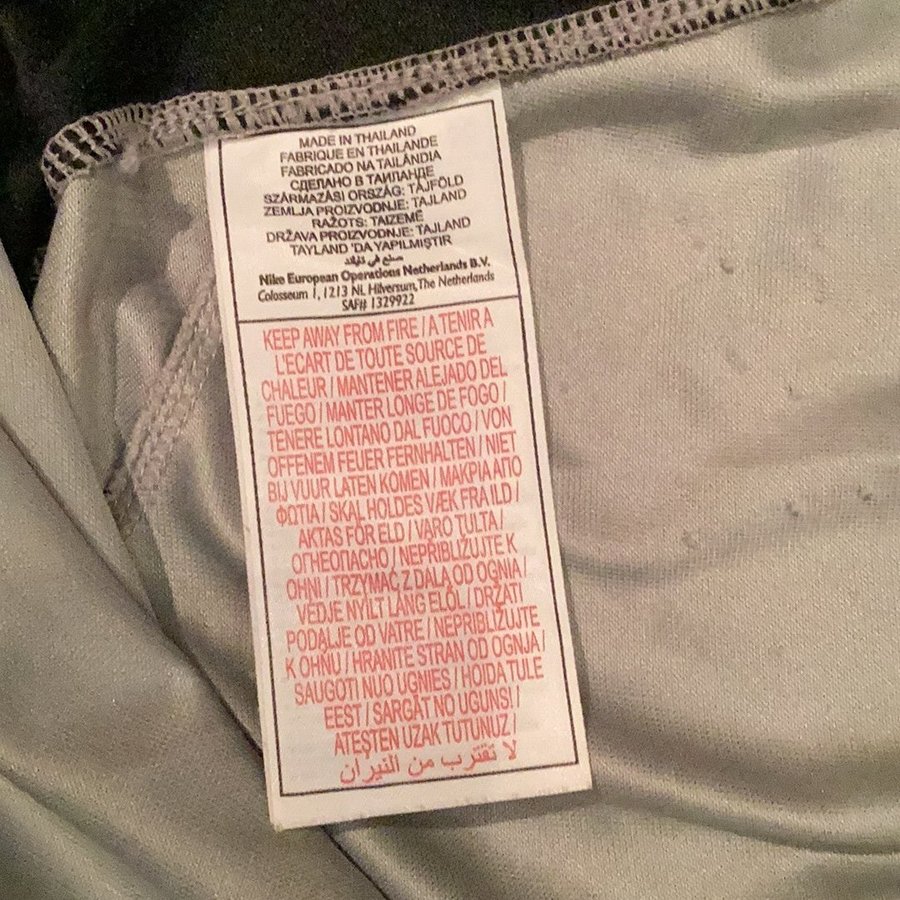 MADE IN THAILAND
FABRIQUE EN THAILANDE
FABRICADO NA TAILÂNDIA
СДЕЛАНО В ТАИЛАНДЕ
SZÁRMAZÁSI ORSZÁG: TÁJFÖLD
ZEMLJA PROIZVODNJE: TAJLAND
RAŽOTS: TAIZEMĒ
DRŽAVA PROIZVODNJE: TAJLAND
TAYLAND 'DA YAPILMIŞTIR
صنع في تايلاند
Nike European Operations Netherlands B.V.
Colosseum 1, 1213 NL Hilversum, The Netherlands
SAF# 1329922
KEEP AWAY FROM FIRE / A TENIR A
L'ECART DE TOUTE SOURCE DE
CHALEUR / MANTENER ALEJADO DEL
FUEGO / MANTER LONGE DE FOGO /
TENERE LONTANO DAL FUOCO / VON
OFFENEM FEUER FERNHALTEN / NIET
BIJ VUUR LATEN KOMEN / ΜΑΚΡΙΑ ΑΠΟ
ΦΩΤΙΑ / SKAL HOLDES VÆK FRA ILD /
AKTAS FÖR ELD / VARO TULTA /
ОГНЕОПАСНО / NEPŘIBLIŽUJTE K
OHNI / TRZYMAĆ Z DALA OD OGNIA /
VÉDJE NYÍLT LÁNG ELŐL / DRŽATI
PODALJE OD VATRE / NEPRIBLIŽUJTE
K OHŇU / HRANITE STRAN OD OGNJA /
SAUGOTI NUO UGNIES / HOIDA TULE
EEST / SARGĀT NO UGUNS! /
ATEŞTEN UZAK TUTUNUZ /
لا تقترب من النيران